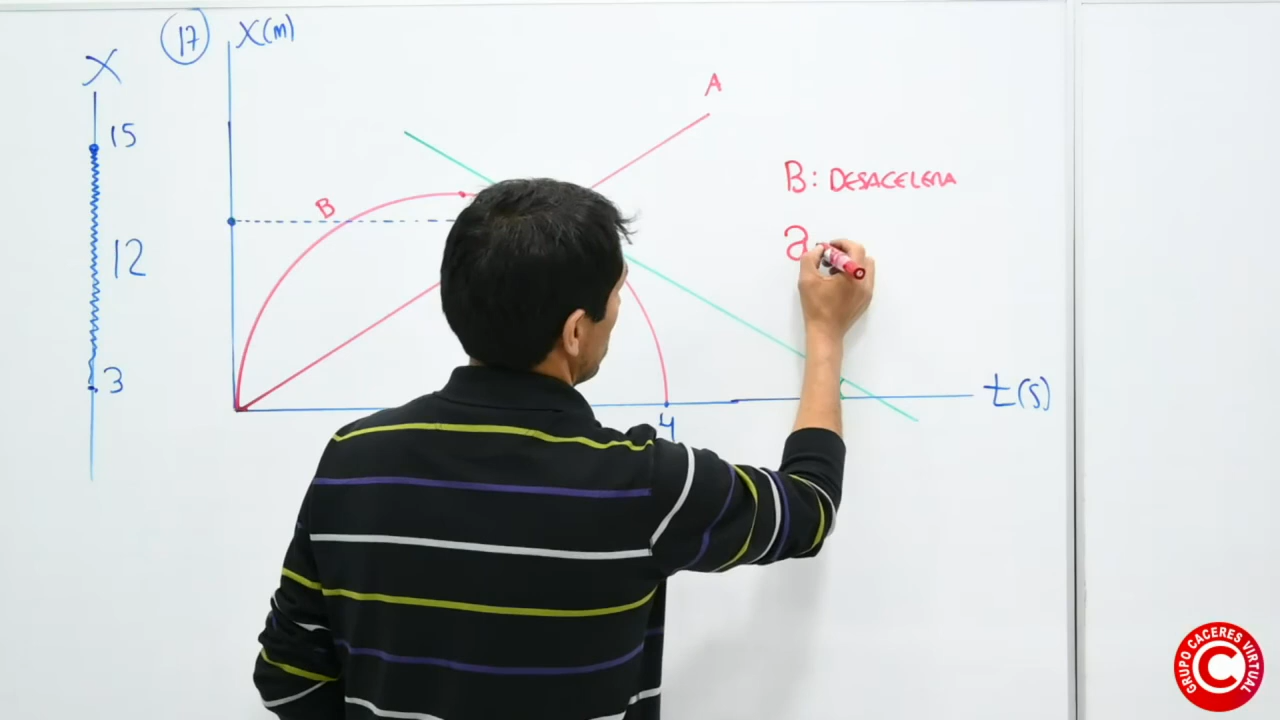 17
X(m)
X
15
12
3
A
B
B: DESACELERA
a
4
t(s)
GRUPO CACERES VIRTUAL
C